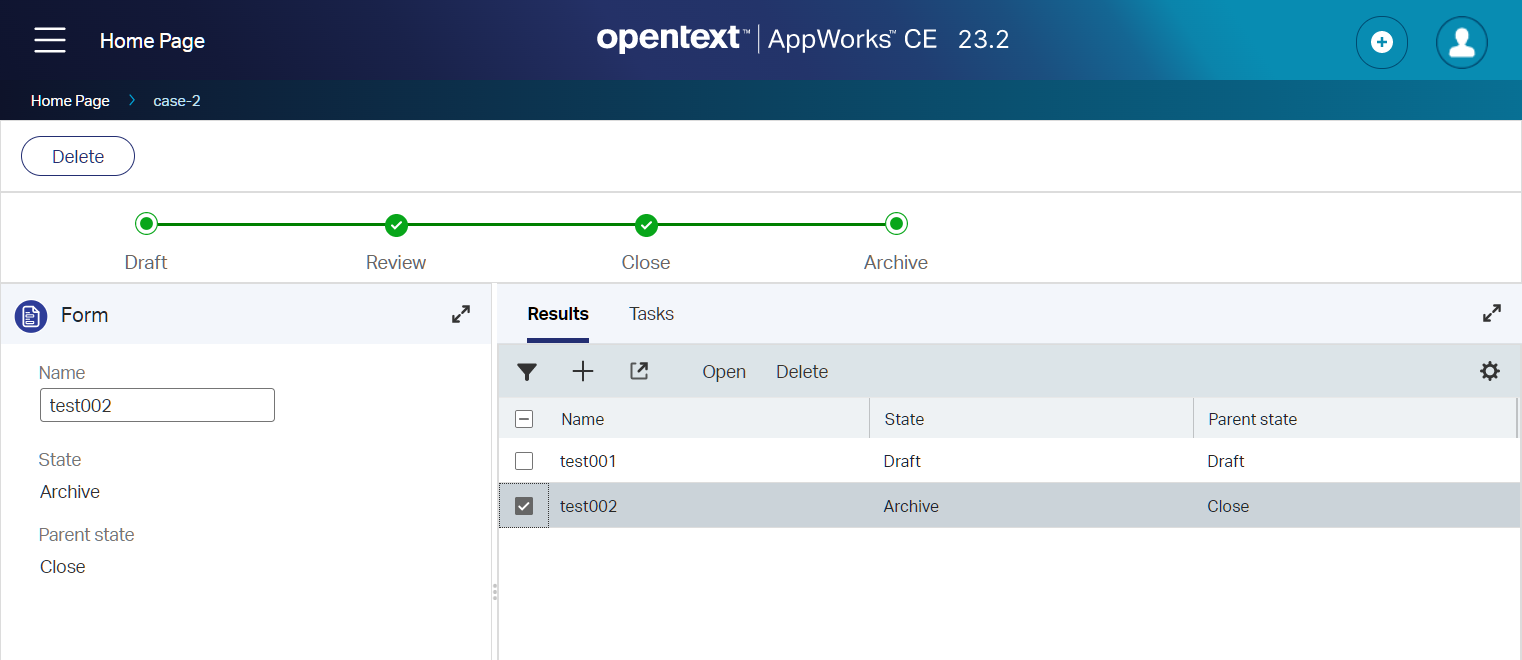 Home Page
opentext™ | AppWorks™ CE 23.2
Home Page > case-2
Delete
Draft Review Close Archive
Form
Name
test002
State
Archive
Parent state
Close
Results Tasks
Open Delete
Name State Parent state
test001 Draft Draft
test002 Archive Close